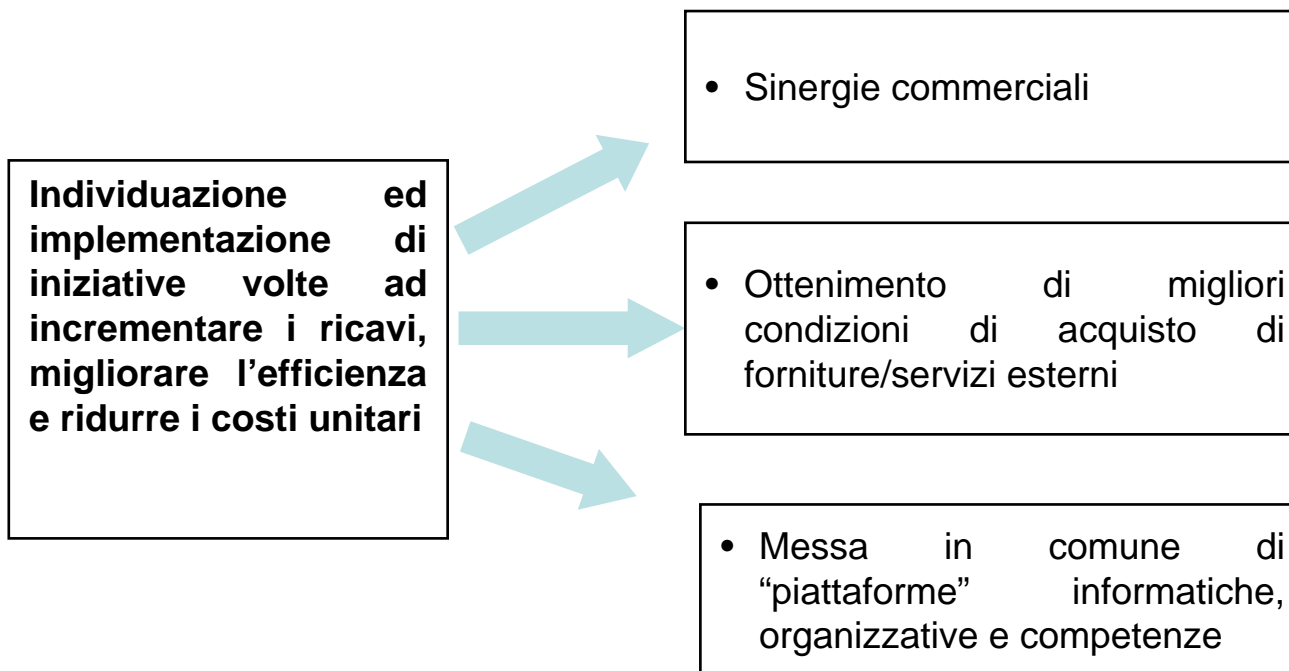 Individuazione ed
implementazione di
iniziative volte ad
incrementare i ricavi,
migliorare l’efficienza
e ridurre i costi unitari
• Sinergie commerciali
• Ottenimento di migliori
condizioni di acquisto di
forniture/servizi esterni
• Messa in comune di
“piattaforme” informatiche,
organizzative e competenze